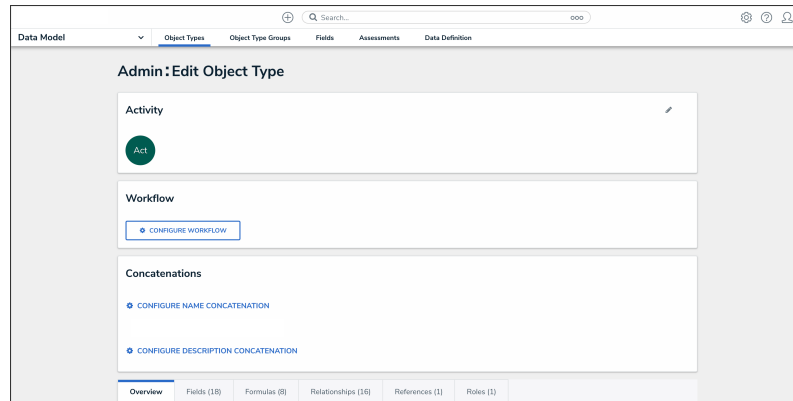 Search...
Data Model
Object Types Object Type Groups Fields Assessments Data Definition
Admin:Edit Object Type
Activity
Act
Workflow
CONFIGURE WORKFLOW
Concatenations
CONFIGURE NAME CONCATENATION
CONFIGURE DESCRIPTION CONCATENATION
Overview Fields (18) Formulas (8) Relationships (16) References (1) Roles (1)